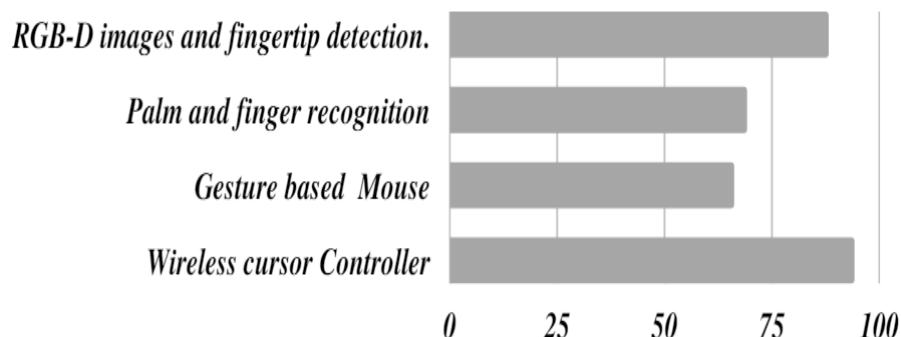 RGB-D images and fingertip detection.
Palm and finger recognition
Gesture based Mouse
Wireless cursor Controller
0 25 50 75 100